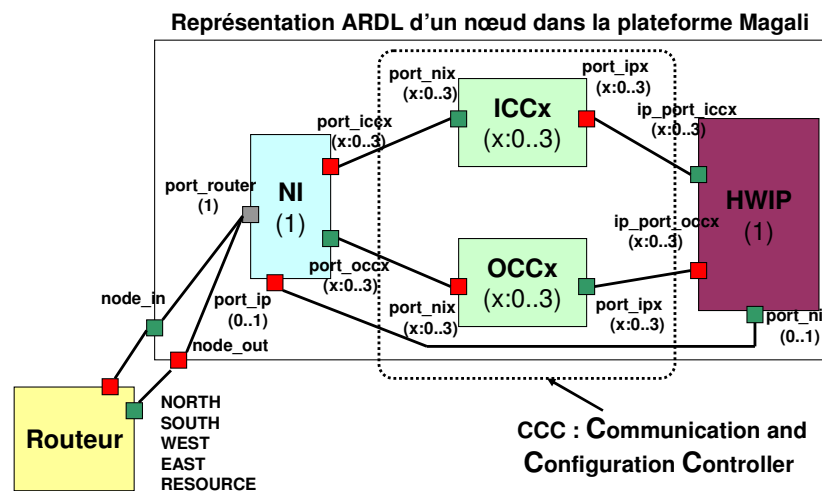 Représentation ARDL d'un nœud dans la plateforme Magali
port_nix
(x:0..3)
port_ipx
(x:0..3)
ICCx
(x:0..3)
port_iccx
(x:0..3)
ip_port_iccx
(x:0..3)
port_router
(1)
NI
(1)
HWIP
(1)
ip_port_occx
(x:0..3)
OCCx
(x:0..3)
port_occx
(x:0..3)
node_in
port_ip
(0..1)
port_nix
(x:0..3)
port_ipx
(x:0..3)
port_ni
(0..1)
node_out
Routeur
NORTH
SOUTH
WEST
EAST
RESOURCE
CCC : Communication and
Configuration Controller